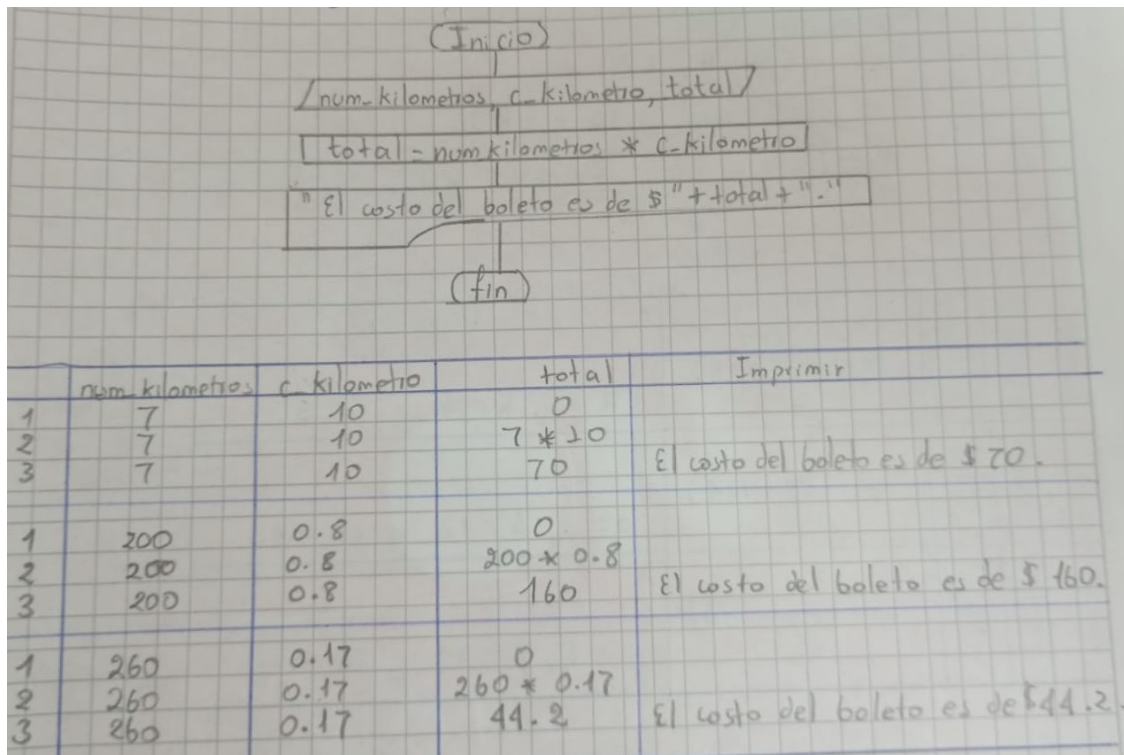 Inicio
num_kilometros, c_kilometro, total
total = numkilometros * c_kilometro
"El costo del boleto es de $ " + total + "."
fin
num_kilometros c_kilometro total Imprimir
1 7 10 0
2 7 10 7 * 10
3 7 10 70 El costo del boleto es de $ 70.
1 200 0.8 0
2 200 0.8 200 * 0.8
3 200 0.8 160 El costo del boleto es de $ 160.
1 260 0.17 0
2 260 0.17 260 * 0.17
3 260 0.17 44.2 El costo del boleto es de $44.2.